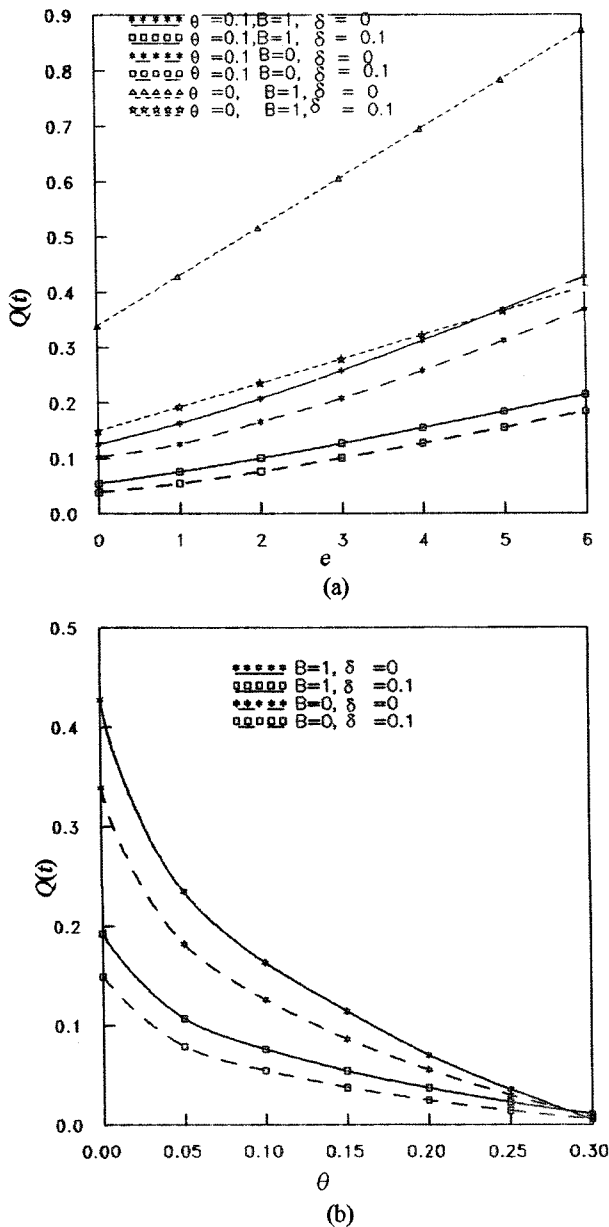 0.9
0.8
0.7
0.6
0.5
0.4
0.3
0.2
0.1
0.0
Q(t)
θ =0.1,B=1, δ = 0
θ =0.1,B=1, δ = 0.1
θ =0.1 B=0, δ = 0
θ =0.1 B=0, δ = 0.1
θ =0, B=1,δ = 0
θ =0, B=1,δ = 0.1
0 1 2 3 4 5 6
e
(a)
0.5
0.4
0.3
0.2
0.1
0.0
Q(t)
B=1, δ =0
B=1, δ =0.1
B=0, δ =0
B=0, δ =0.1
0.00 0.05 0.10 0.15 0.20 0.25 0.30
θ
(b)